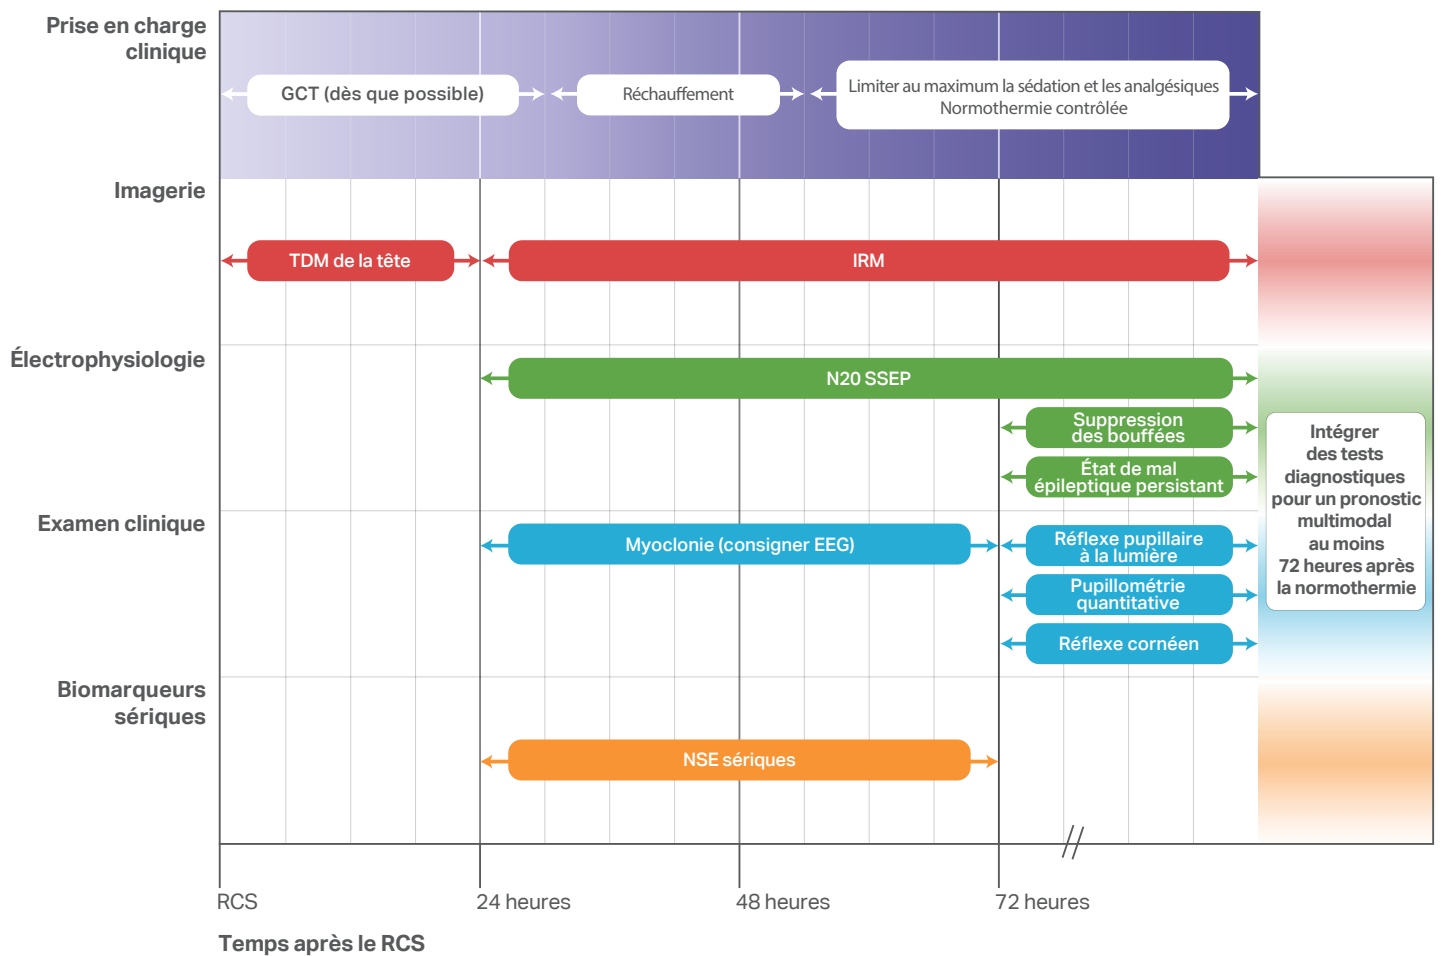 Prise en charge
clinique
GCT (dès que possible)
Réchauffement
Limiter au maximum la sédation et les analgésiques
Normothermie contrôlée
Imagerie
TDM de la tête
IRM
Électrophysiologie
N20 SSEP
Suppression
des bouffées
État de mal
épileptique persistant
Examen clinique
Myoclonie (consigner EEG)
Réflexe pupillaire
à la lumière
Pupillométrie
quantitative
Réflexe cornéen
Biomarqueurs
sériques
NSE sériques
Intégrer
des tests
diagnostiques
pour un pronostic
multimodal
au moins
72 heures après
la normothermie
RCS
24 heures
48 heures
72 heures
Temps après le RCS